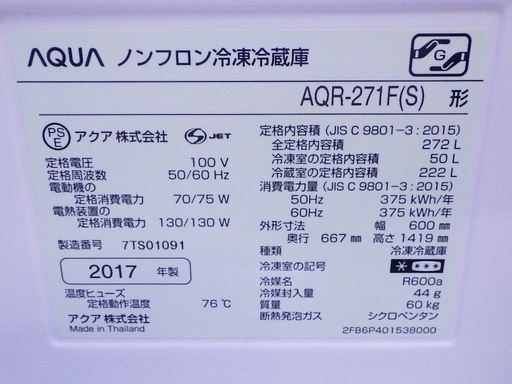 AQUA ノンフロン冷凍冷蔵庫
G
AQR-271F(S) 形
PS E アクア株式会社 S JET
定格電圧 100 V
定格周波数 50/60 Hz
電動機の
定格消費電力 70/75 W
電熱装置の
定格消費電力 130/130 W
製造番号 7TS01091
2017 年製
温度ヒューズ
定格動作温度 76℃
アクア株式会社
Made in Thailand
定格内容積 (JIS C 9801-3:2015)
全定格内容積 272 L
冷凍室の定格内容積 50 L
冷蔵室の定格内容積 222 L
消費電力量 (JIS C 9801-3:2015)
50Hz 375 kWh/年
60Hz 375 kWh/年
外形寸法 幅 600 ㎜
奥行 667 ㎜ 高さ 1419 ㎜
種類 冷凍冷蔵庫
冷凍室の記号
冷媒名 R600a
冷媒封入量 44 g
質量 60 kg
断熱発泡ガス シクロペンタン
2FB6P401538000